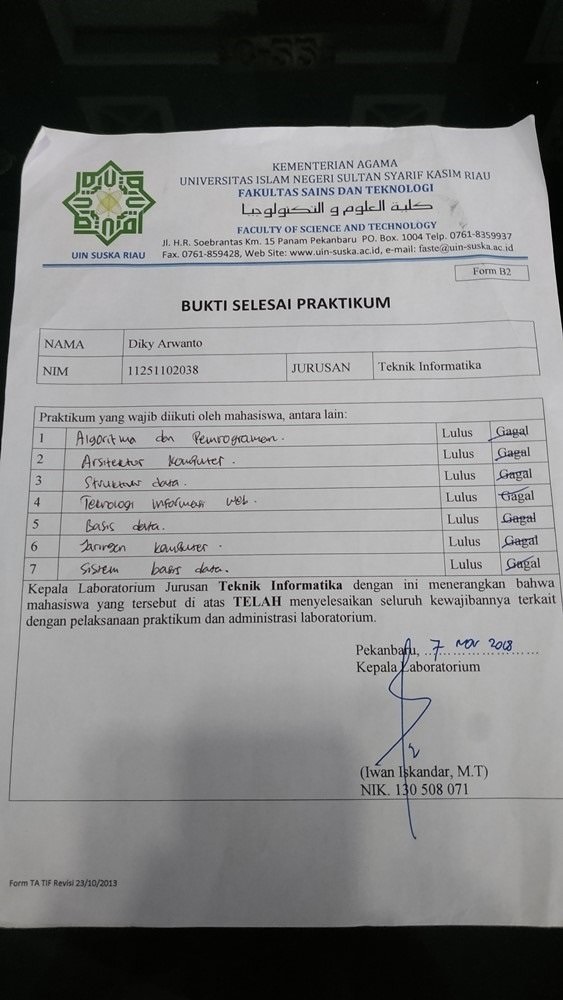 KEMENTERIAN AGAMA
UNIVERSITAS ISLAM NEGERI SULTAN SYARIF KASIM RIAU
FAKULTAS SAINS DAN TEKNOLOGI
كلية العلوم و التكنولوجيا
FACULTY OF SCIENCE AND TECHNOLOGY
UIN SUSKA RIAU
Jl. H.R. Soebrantas Km. 15 Panam Pekanbaru PO. Box. 1004 Telp. 0761-8359937
Fax. 0761-859428, Web Site: www.uin-suska.ac.id, e-mail: faste@uin-suska.ac.id
Form B2
BUKTI SELESAI PRAKTIKUM
NAMA Diky Arwanto
NIM 11251102038 JURUSAN Teknik Informatika
Praktikum yang wajib diikuti oleh mahasiswa, antara lain:
1 Algoritma dan Pemrograman. Lulus Gagal
2 Arsitektur Komputer. Lulus Gagal
3 Struktur data. Lulus Gagal
4 Teknologi informasi web. Lulus Gagal
5 Basis data. Lulus Gagal
6 Jaringan komputer. Lulus Gagal
7 Sistem basis data. Lulus Gagal
Kepala Laboratorium Jurusan Teknik Informatika dengan ini menerangkan bahwa
mahasiswa yang tersebut di atas TELAH menyelesaikan seluruh kewajibannya terkait
dengan pelaksanaan praktikum dan administrasi laboratorium.
Pekanbaru, 7 Nov 2018
Kepala Laboratorium
(Iwan Iskandar, M.T)
NIK. 130 508 071
Form TA TIF Revisi 23/10/2013